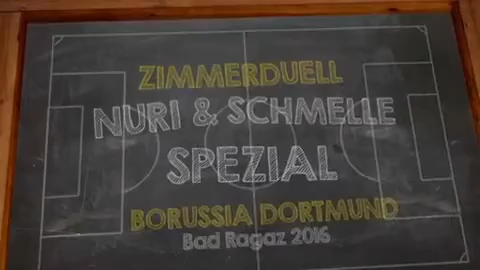 ZIMMERDUELL
NURI & SCHMELLE
SPEZIAL
BORUSSIA DORTMUND
Bad Ragaz 2016